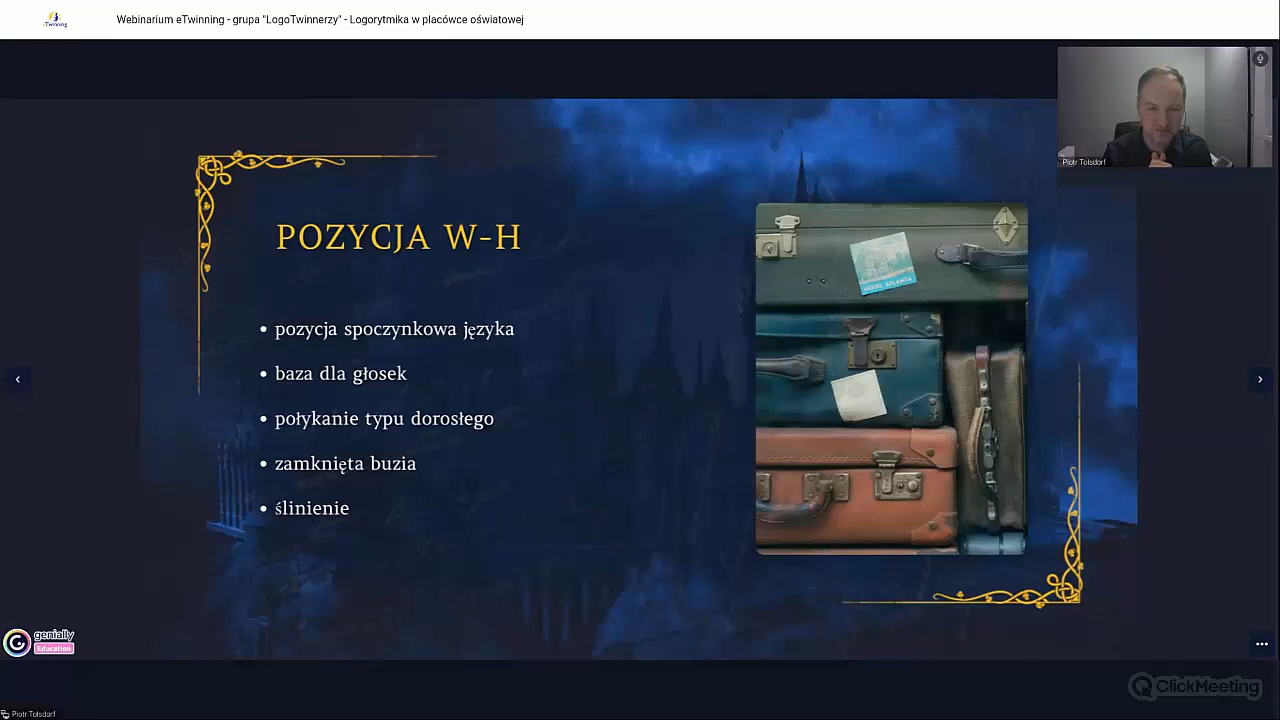 eTwinning
Webinarium eTwinning - grupa "LogoTwinnerzy" - Logorytmika w placówce oświatowej
Piotr Tolsdorf
POZYCJA W-H
• pozycja spoczynkowa języka
• baza dla głosek
• połykanie typu dorosłego
• zamknięta buzia
• ślinienie
HOTEL ATLANTA
genially
Education
ClickMeeting
Piotr Tolsdorf